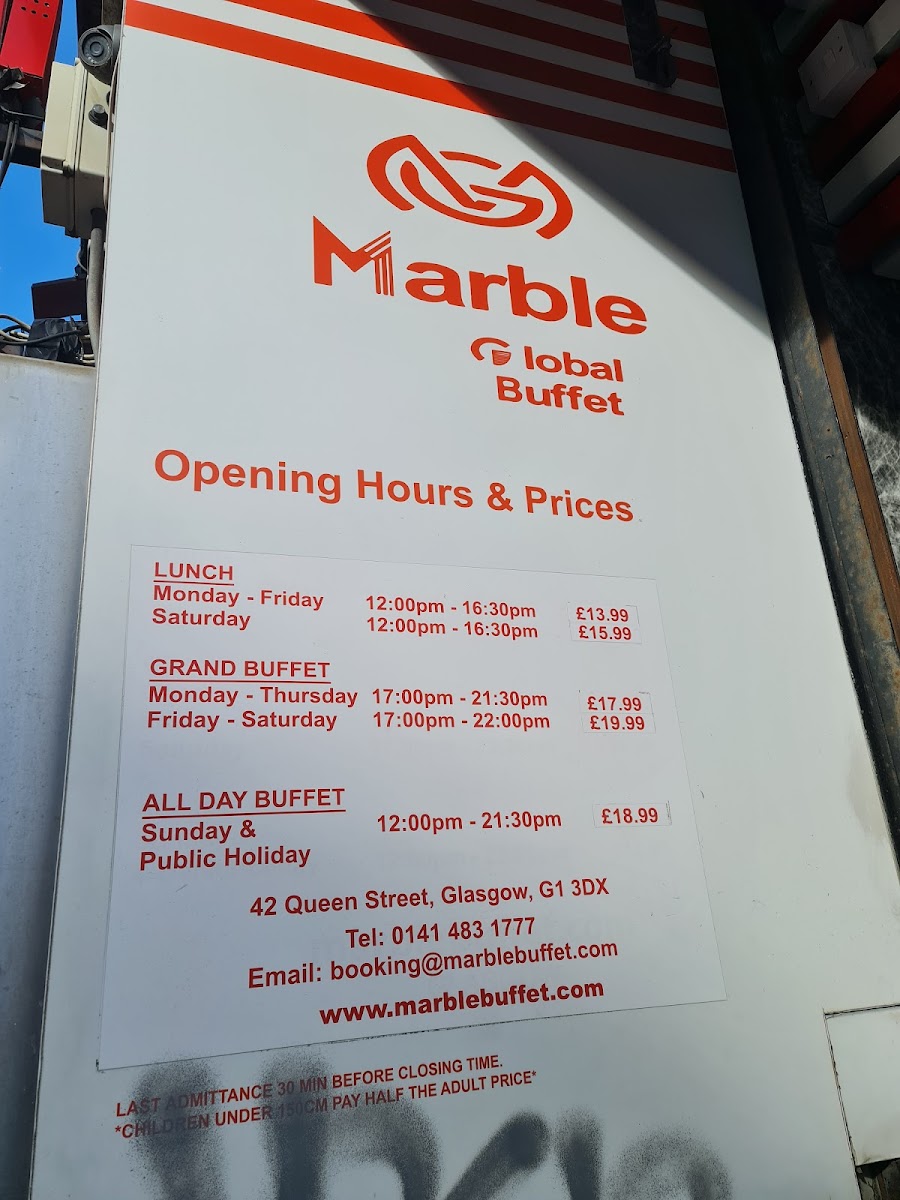 Marble
Global
Buffet
Opening Hours & Prices
LUNCH
Monday - Friday 12:00pm - 16:30pm £13.99
Saturday 12:00pm - 16:30pm £15.99
GRAND BUFFET
Monday - Thursday 17:00pm - 21:30pm £17.99
Friday - Saturday 17:00pm - 22:00pm £19.99
ALL DAY BUFFET
Sunday & 12:00pm - 21:30pm £18.99
Public Holiday
42 Queen Street, Glasgow, G1 3DX
Tel: 0141 483 1777
Email: booking@marblebuffet.com
www.marblebuffet.com
LAST ADMITTANCE 30 MIN BEFORE CLOSING TIME.
*CHILDREN UNDER 150CM PAY HALF THE ADULT PRICE*